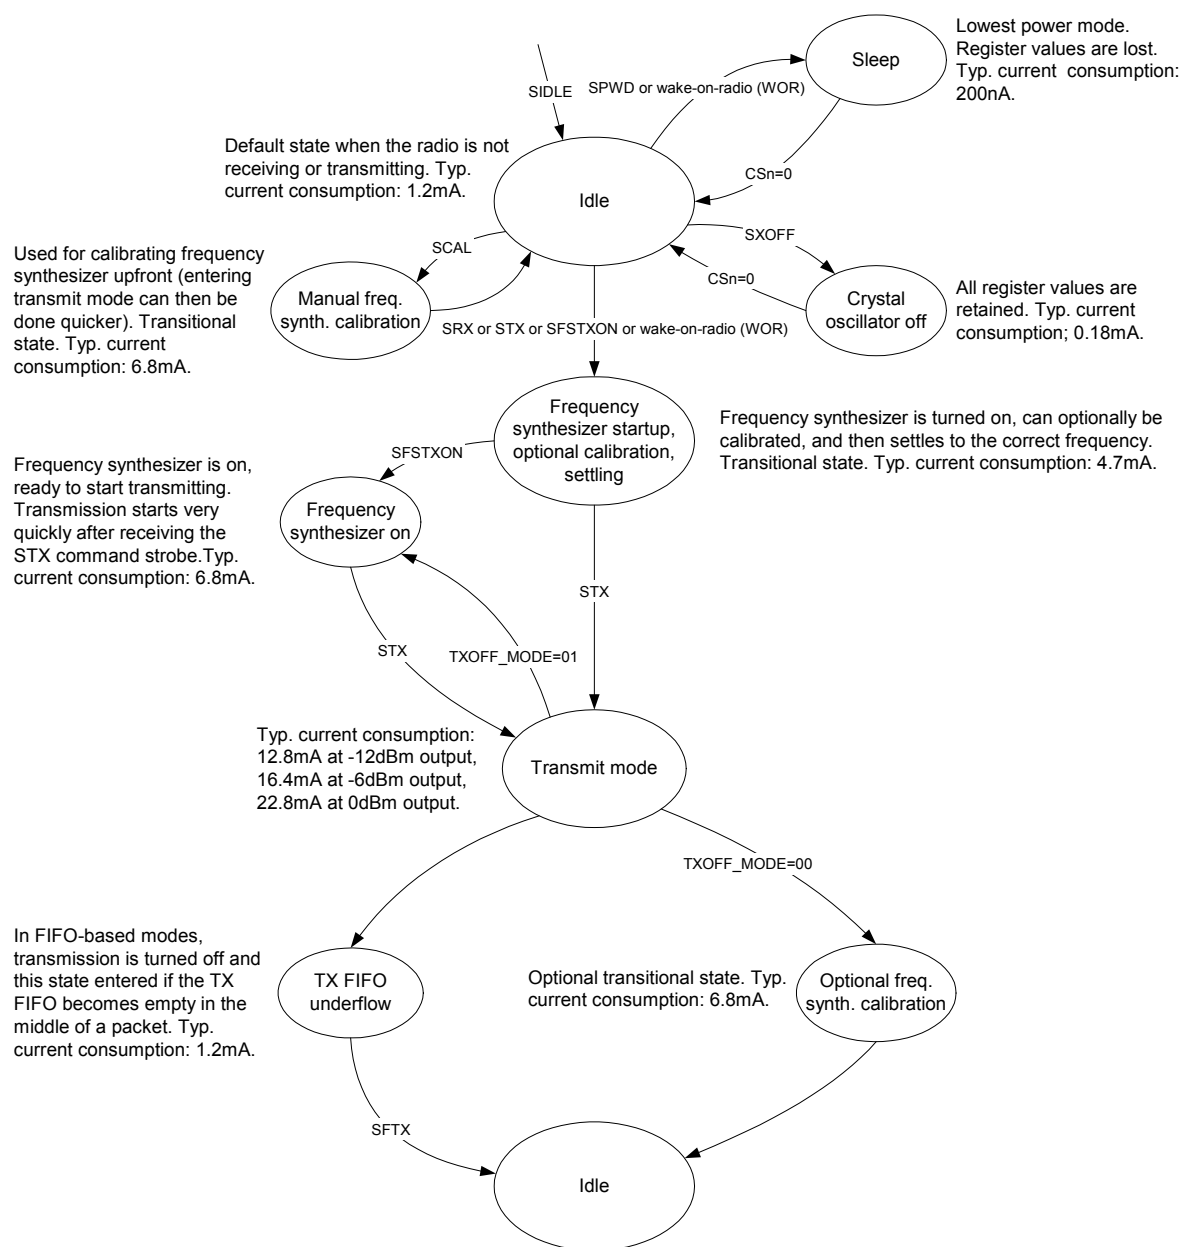 Lowest power mode.
Register values are lost.
Typ. current consumption:
200nA.
Sleep
SPWD or wake-on-radio (WOR)
SIDLE
Default state when the radio is not
receiving or transmitting. Typ.
current consumption: 1.2mA.
CSn=0
Idle
SCAL
SXOFF
CSn=0
Used for calibrating frequency
synthesizer upfront (entering
transmit mode can then be
done quicker). Transitional
state. Typ. current
consumption: 6.8mA.
Manual freq.
synth. calibration
Crystal
oscillator off
All register values are
retained. Typ. current
consumption; 0.18mA.
SRX or STX or SFSTXON or wake-on-radio (WOR)
Frequency
synthesizer startup,
optional calibration,
settling
Frequency synthesizer is turned on, can optionally be
calibrated, and then settles to the correct frequency.
Transitional state. Typ. current consumption: 4.7mA.
SFSTXON
Frequency synthesizer is on,
ready to start transmitting.
Transmission starts very
quickly after receiving the
STX command strobe.Typ.
current consumption: 6.8mA.
Frequency
synthesizer on
STX
STX
TXOFF_MODE=01
Typ. current consumption:
12.8mA at -12dBm output,
16.4mA at -6dBm output,
22.8mA at 0dBm output.
Transmit mode
TXOFF_MODE=00
In FIFO-based modes,
transmission is turned off and
this state entered if the TX
FIFO becomes empty in the
middle of a packet. Typ.
current consumption: 1.2mA.
TX FIFO
underflow
Optional transitional state. Typ.
current consumption: 6.8mA.
Optional freq.
synth. calibration
SFTX
Idle